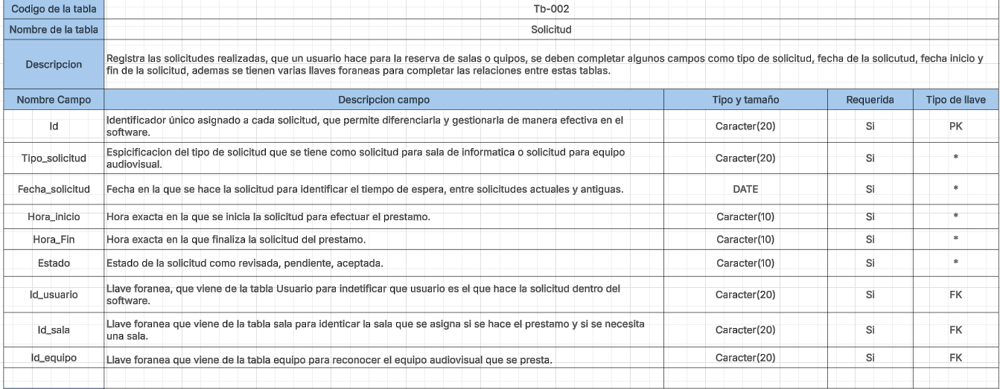 Codigo de la tabla Tb-002
Nombre de la tabla Solicitud
Descripcion Registra las solicitudes realizadas, que un usuario hace para la reserva de salas o quipos, se deben completar algunos campos como tipo de solicitud, fecha de la solicutud, fecha inicio y
fin de la solicitud, ademas se tienen varias llaves foraneas para completar las relaciones entre estas tablas.
Nombre Campo Descripcion campo Tipo y tamaño Requerida Tipo de llave
Id Identificador único asignado a cada solicitud, que permite diferenciarla y gestionarla de manera efectiva en el
software. Caracter(20) Si PK
Tipo_solicitud Espicificacion del tipo de solicitud que se tiene como solicitud para sala de informatica o solicitud para equipo
audiovisual. Caracter(20) Si *
Fecha_solicitud Fecha en la que se hace la solicitud para identificar el tiempo de espera, entre solicitudes actuales y antiguas. DATE Si *
Hora_inicio Hora exacta en la que se inicia la solicitud para efectuar el prestamo. Caracter(10) Si *
Hora_Fin Hora exacta en la que finaliza la solicitud del prestamo. Caracter(10) Si *
Estado Estado de la solicitud como revisada, pendiente, aceptada. Caracter(10) Si *
Id_usuario Llave foranea, que viene de la tabla Usuario para indetificar que usuario es el que hace la solicitud dentro del
software. Caracter(20) Si FK
Id_sala Llave foranea que viene de la tabla sala para identicar la sala que se asigna si se hace el prestamo y si se necesita
una sala. Caracter(20) Si FK
Id_equipo Llave foranea que viene de la tabla equipo para reconocer el equipo audiovisual que se presta. Caracter(20) Si FK